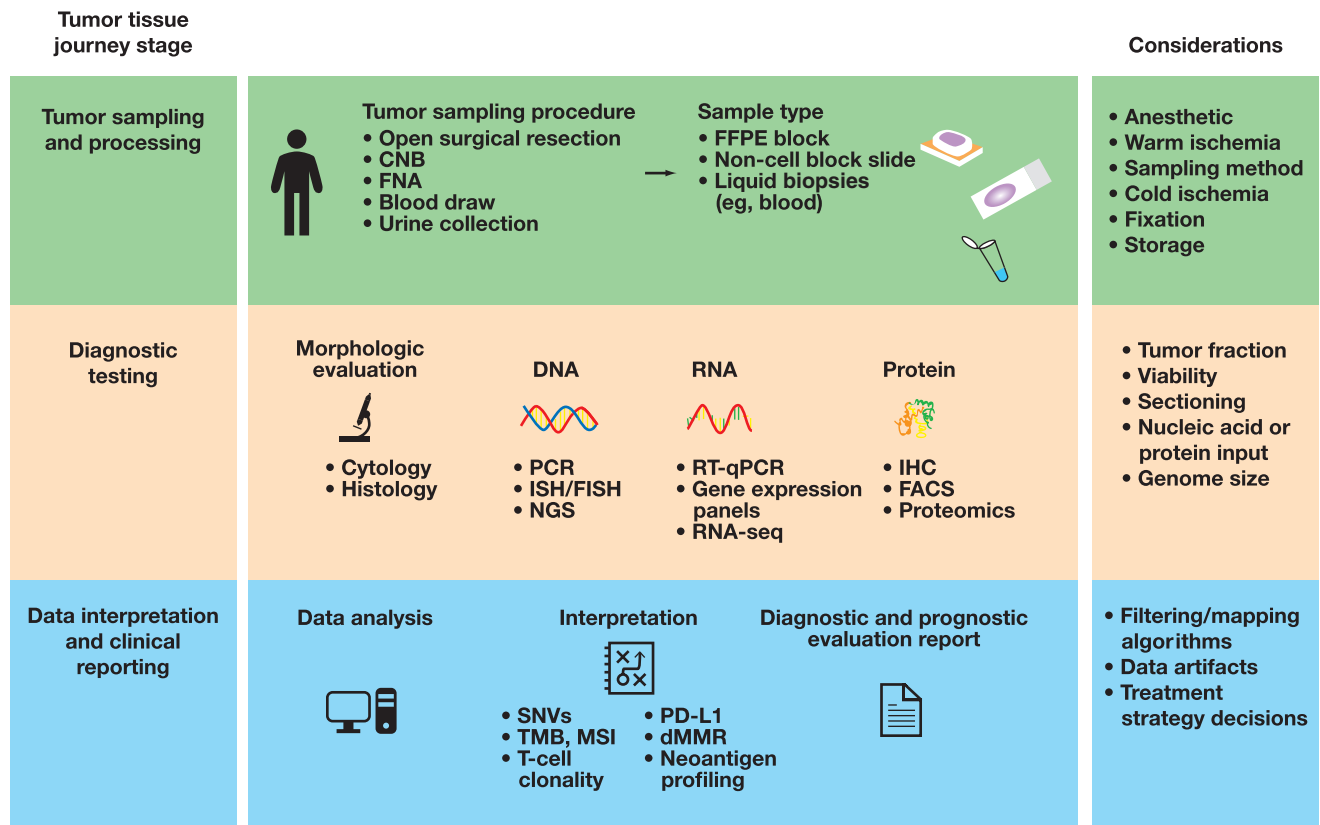 Tumor tissue
journey stage
Considerations
Tumor sampling
and processing
Tumor sampling procedure
• Open surgical resection
• CNB
• FNA
• Blood draw
• Urine collection
Sample type
• FFPE block
• Non-cell block slide
• Liquid biopsies
(eg, blood)
• Anesthetic
• Warm ischemia
• Sampling method
• Cold ischemia
• Fixation
• Storage
Diagnostic
testing
Morphologic
evaluation
• Cytology
• Histology
DNA
• PCR
• ISH/FISH
• NGS
RNA
• RT-qPCR
• Gene expression
panels
• RNA-seq
Protein
• IHC
• FACS
• Proteomics
• Tumor fraction
• Viability
• Sectioning
• Nucleic acid or
protein input
• Genome size
Data interpretation
and clinical
reporting
Data analysis
Interpretation
• SNVs
• TMB, MSI
• T-cell
clonality
• PD-L1
• dMMR
• Neoantigen
profiling
Diagnostic and prognostic
evaluation report
• Filtering/mapping
algorithms
• Data artifacts
• Treatment
strategy decisions